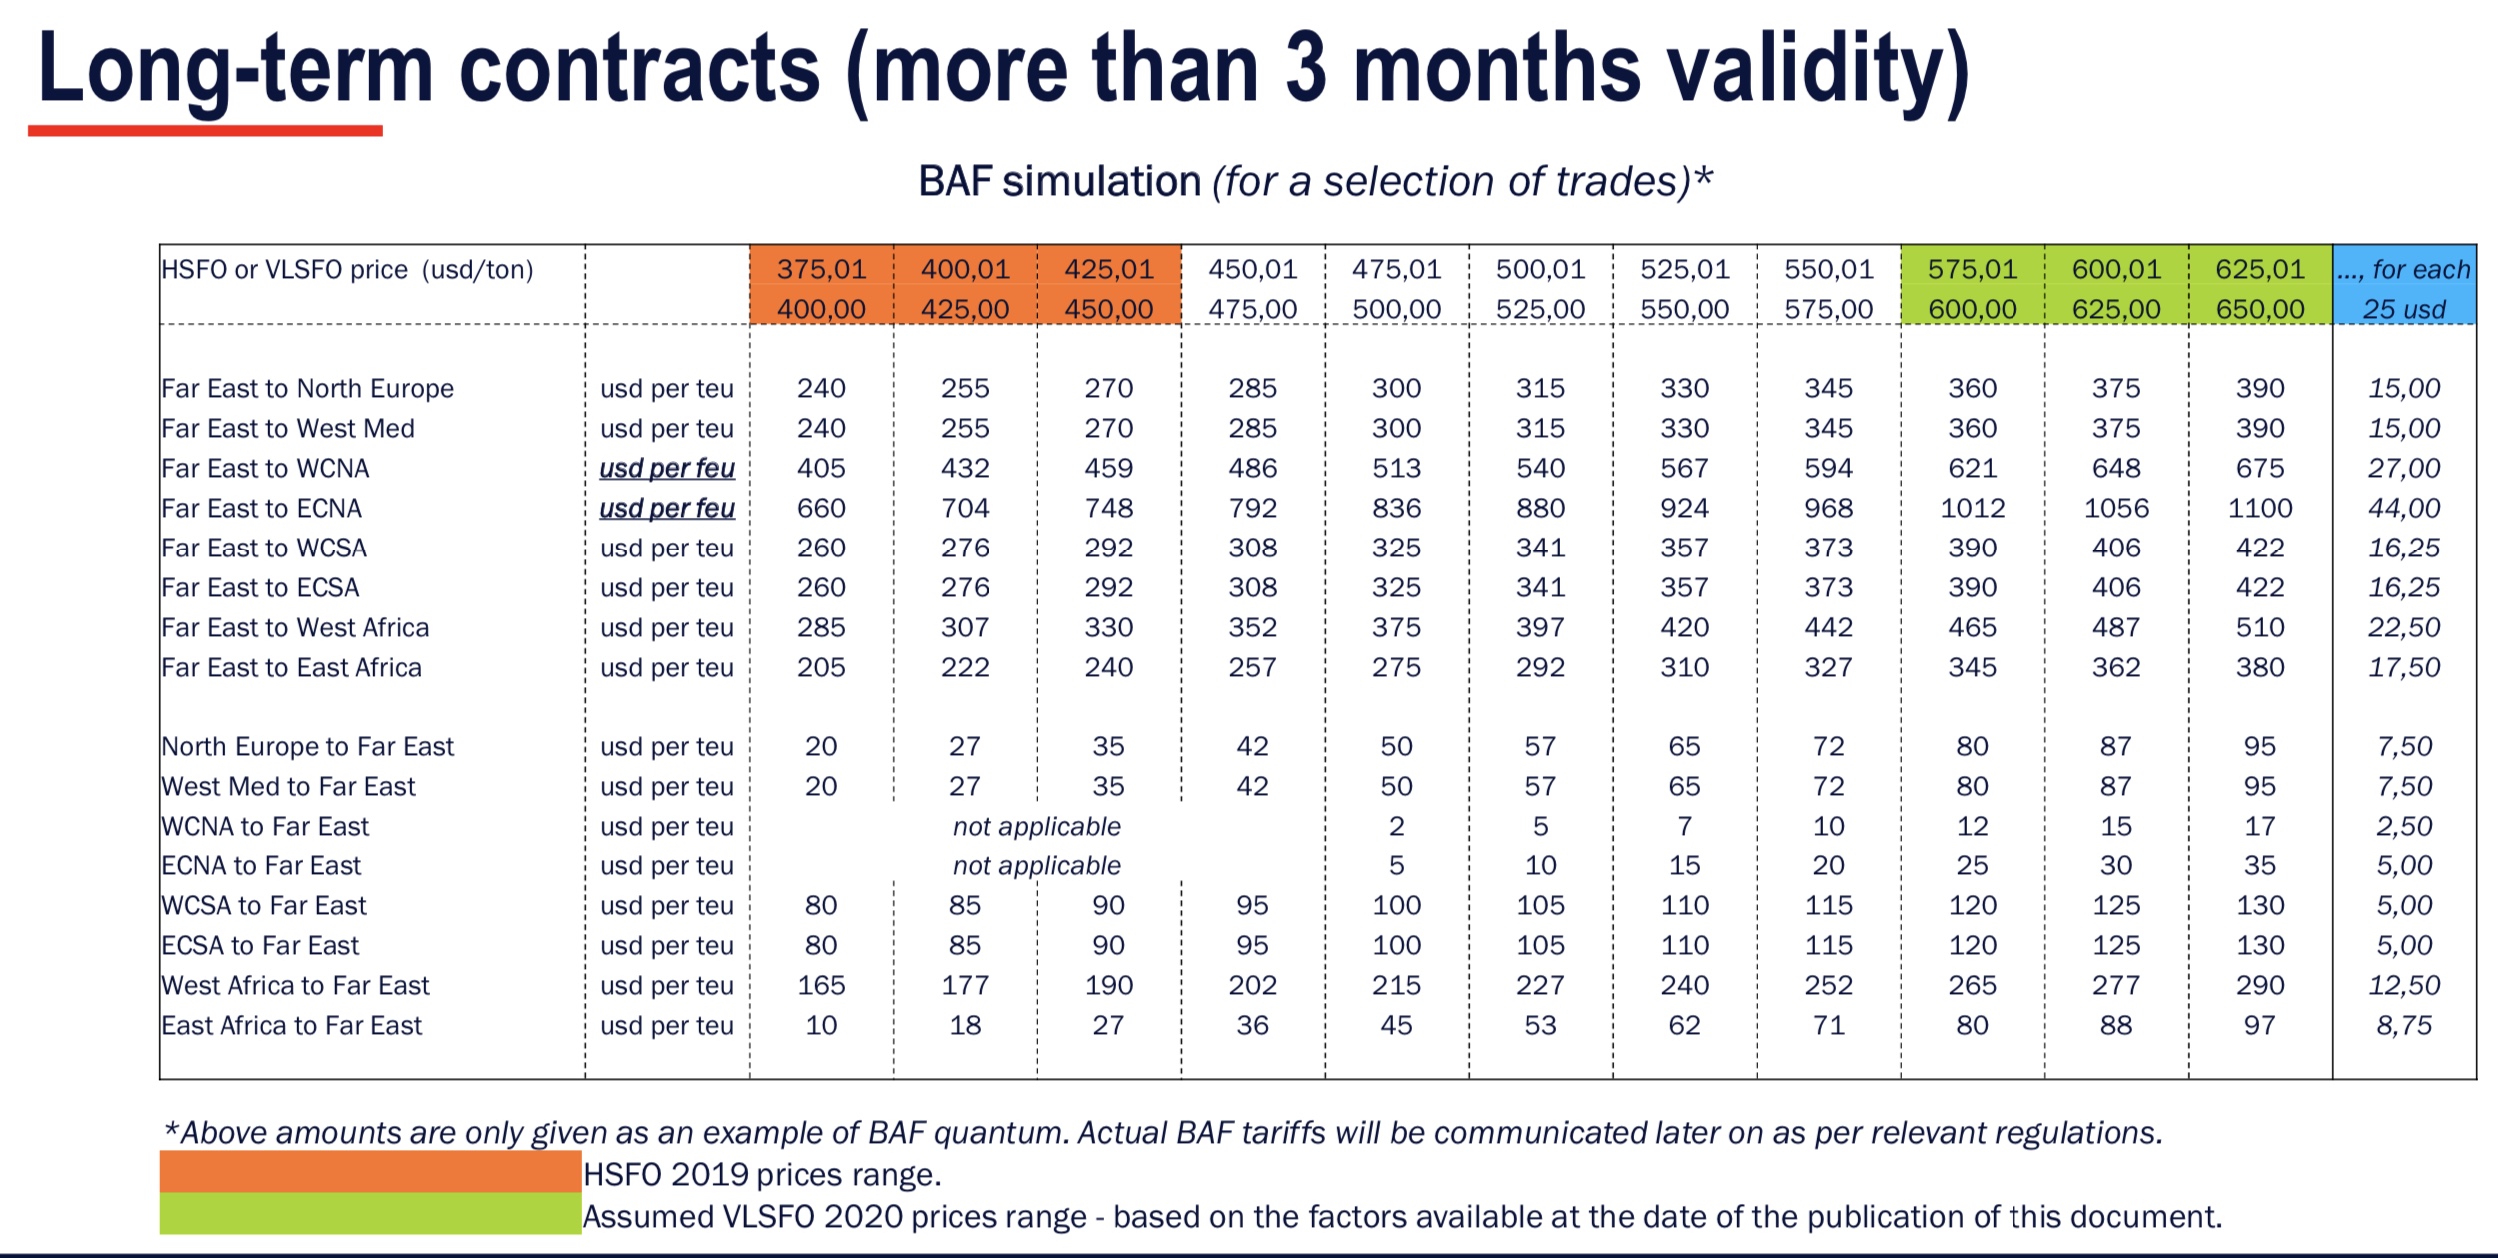 Long-term contracts (more than 3 months validity)
BAF simulation (for a selection of trades)*
HSFO or VLSFO price (usd/ton) 375,01 400,01 425,01 450,01 475,01 500,01 525,01 550,01 575,01 600,01 625,01 ..., for each
400,00 425,00 450,00 475,00 500,00 525,00 550,00 575,00 600,00 625,00 650,00 25 usd
Far East to North Europe usd per teu 240 255 270 285 300 315 330 345 360 375 390 15,00
Far East to West Med usd per teu 240 255 270 285 300 315 330 345 360 375 390 15,00
Far East to WCNA usd per feu 405 432 459 486 513 540 567 594 621 648 675 27,00
Far East to ECNA usd per feu 660 704 748 792 836 880 924 968 1012 1056 1100 44,00
Far East to WCSA usd per teu 260 276 292 308 325 341 357 373 390 406 422 16,25
Far East to ECSA usd per teu 260 276 292 308 325 341 357 373 390 406 422 16,25
Far East to West Africa usd per teu 285 307 330 352 375 397 420 442 465 487 510 22,50
Far East to East Africa usd per teu 205 222 240 257 275 292 310 327 345 362 380 17,50
North Europe to Far East usd per teu 20 27 35 42 50 57 65 72 80 87 95 7,50
West Med to Far East usd per teu 20 27 35 42 50 57 65 72 80 87 95 7,50
WCNA to Far East usd per teu not applicable 2 5 7 10 12 15 17 2,50
ECNA to Far East usd per teu not applicable 5 10 15 20 25 30 35 5,00
WCSA to Far East usd per teu 80 85 90 95 100 105 110 115 120 125 130 5,00
ECSA to Far East usd per teu 80 85 90 95 100 105 110 115 120 125 130 5,00
West Africa to Far East usd per teu 165 177 190 202 215 227 240 252 265 277 290 12,50
East Africa to Far East usd per teu 10 18 27 36 45 53 62 71 80 88 97 8,75
*Above amounts are only given as an example of BAF quantum. Actual BAF tariffs will be communicated later on as per relevant regulations.
HSFO 2019 prices range.
Assumed VLSFO 2020 prices range - based on the factors available at the date of the publication of this document.